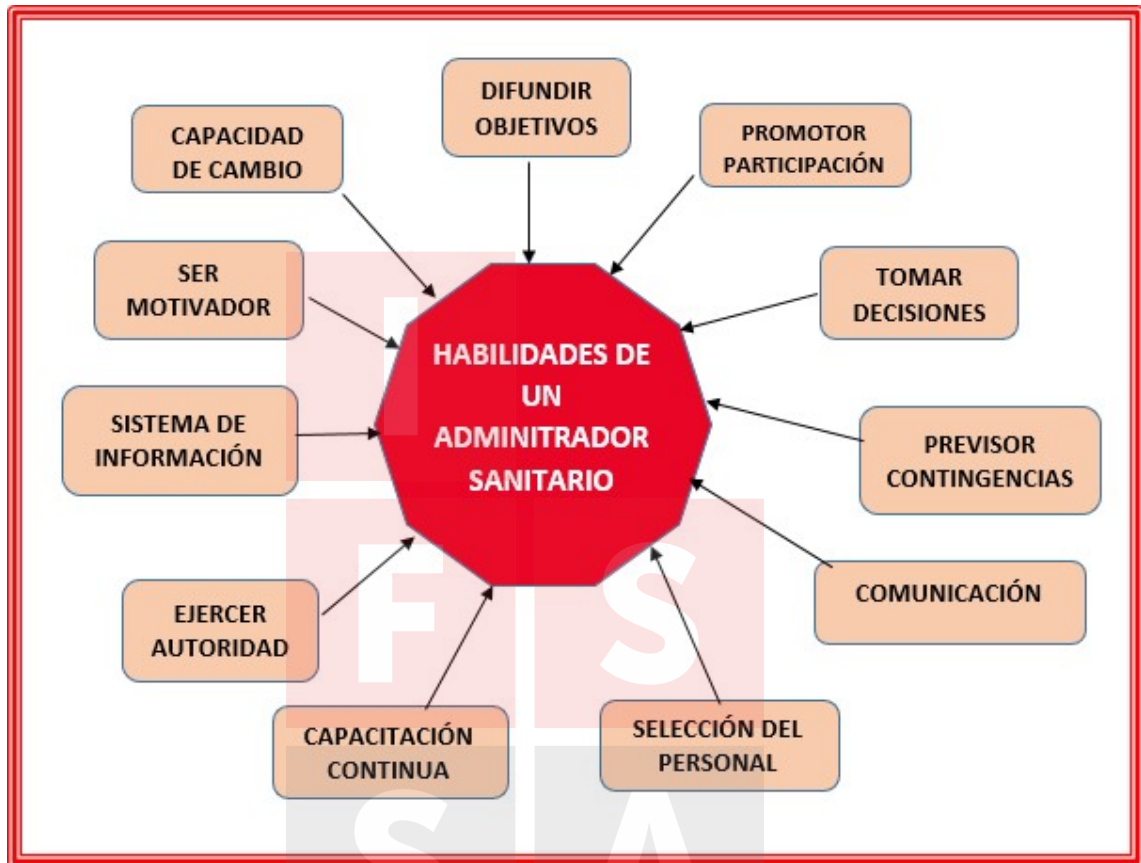 DIFUNDIR
OBJETIVOS
PROMOTOR
PARTICIPACIÓN
CAPACIDAD
DE CAMBIO
SER
MOTIVADOR
TOMAR
DECISIONES
HABILIDADES DE
UN
ADMINITRADOR
SANITARIO
SISTEMA DE
INFORMACIÓN
PREVISOR
CONTINGENCIAS
COMUNICACIÓN
EJERCER
AUTORIDAD
CAPACITACIÓN
CONTINUA
SELECCIÓN DEL
PERSONAL
I
F S
S A